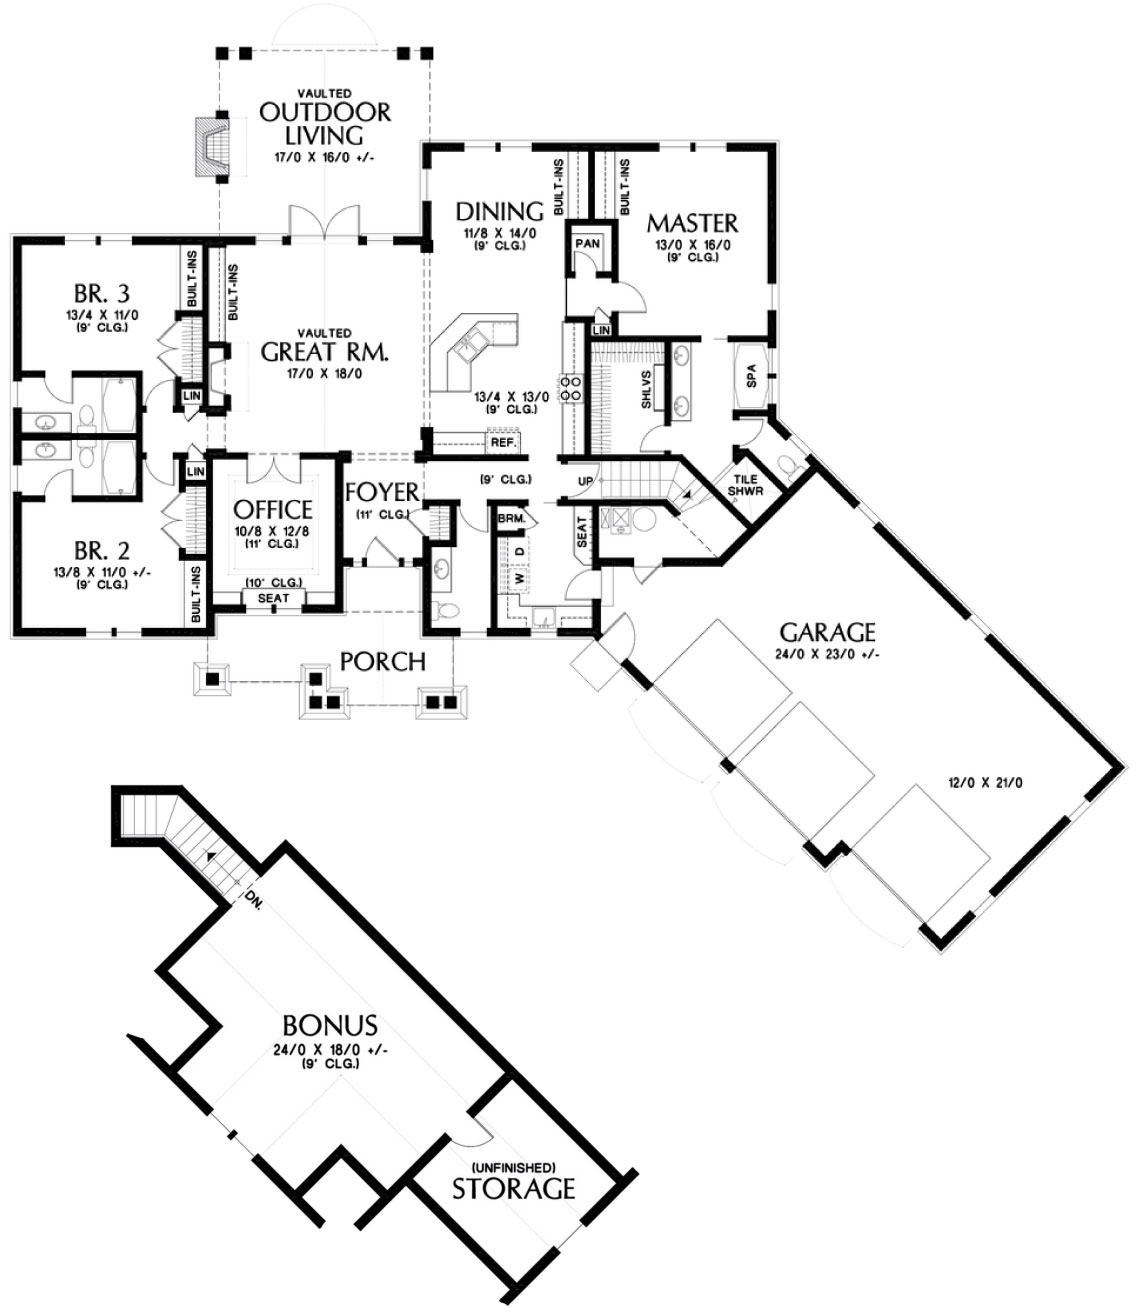 VAULTED
OUTDOOR
LIVING
17/0 X 16/0 +/-
BUILT-INS
BUILT-INS
DINING
11/8 X 14/0
(9' CLG.)
MASTER
13/0 X 16/0
(9' CLG.)
PAN
BR. 3
13/4 X 11/0
(9' CLG.)
BUILT-INS
BUILT-INS
VAULTED
GREAT RM.
17/0 X 18/0
LIN
SHLVS
SPA
13/4 X 13/0
(9' CLG.)
LIN
REF.
LIN
(9' CLG.)
UP
TILE
SHWR
OFFICE
10/8 X 12/8
(11' CLG.)
FOYER
(11' CLG.)
BRM.
SEAT
D
W
BR. 2
13/8 X 11/0 +/-
(9' CLG.)
BUILT-INS
(10' CLG.)
SEAT
GARAGE
24/0 X 23/0 +/-
PORCH
12/0 X 21/0
DN.
BONUS
24/0 X 18/0 +/-
(9' CLG.)
(UNFINISHED)
STORAGE